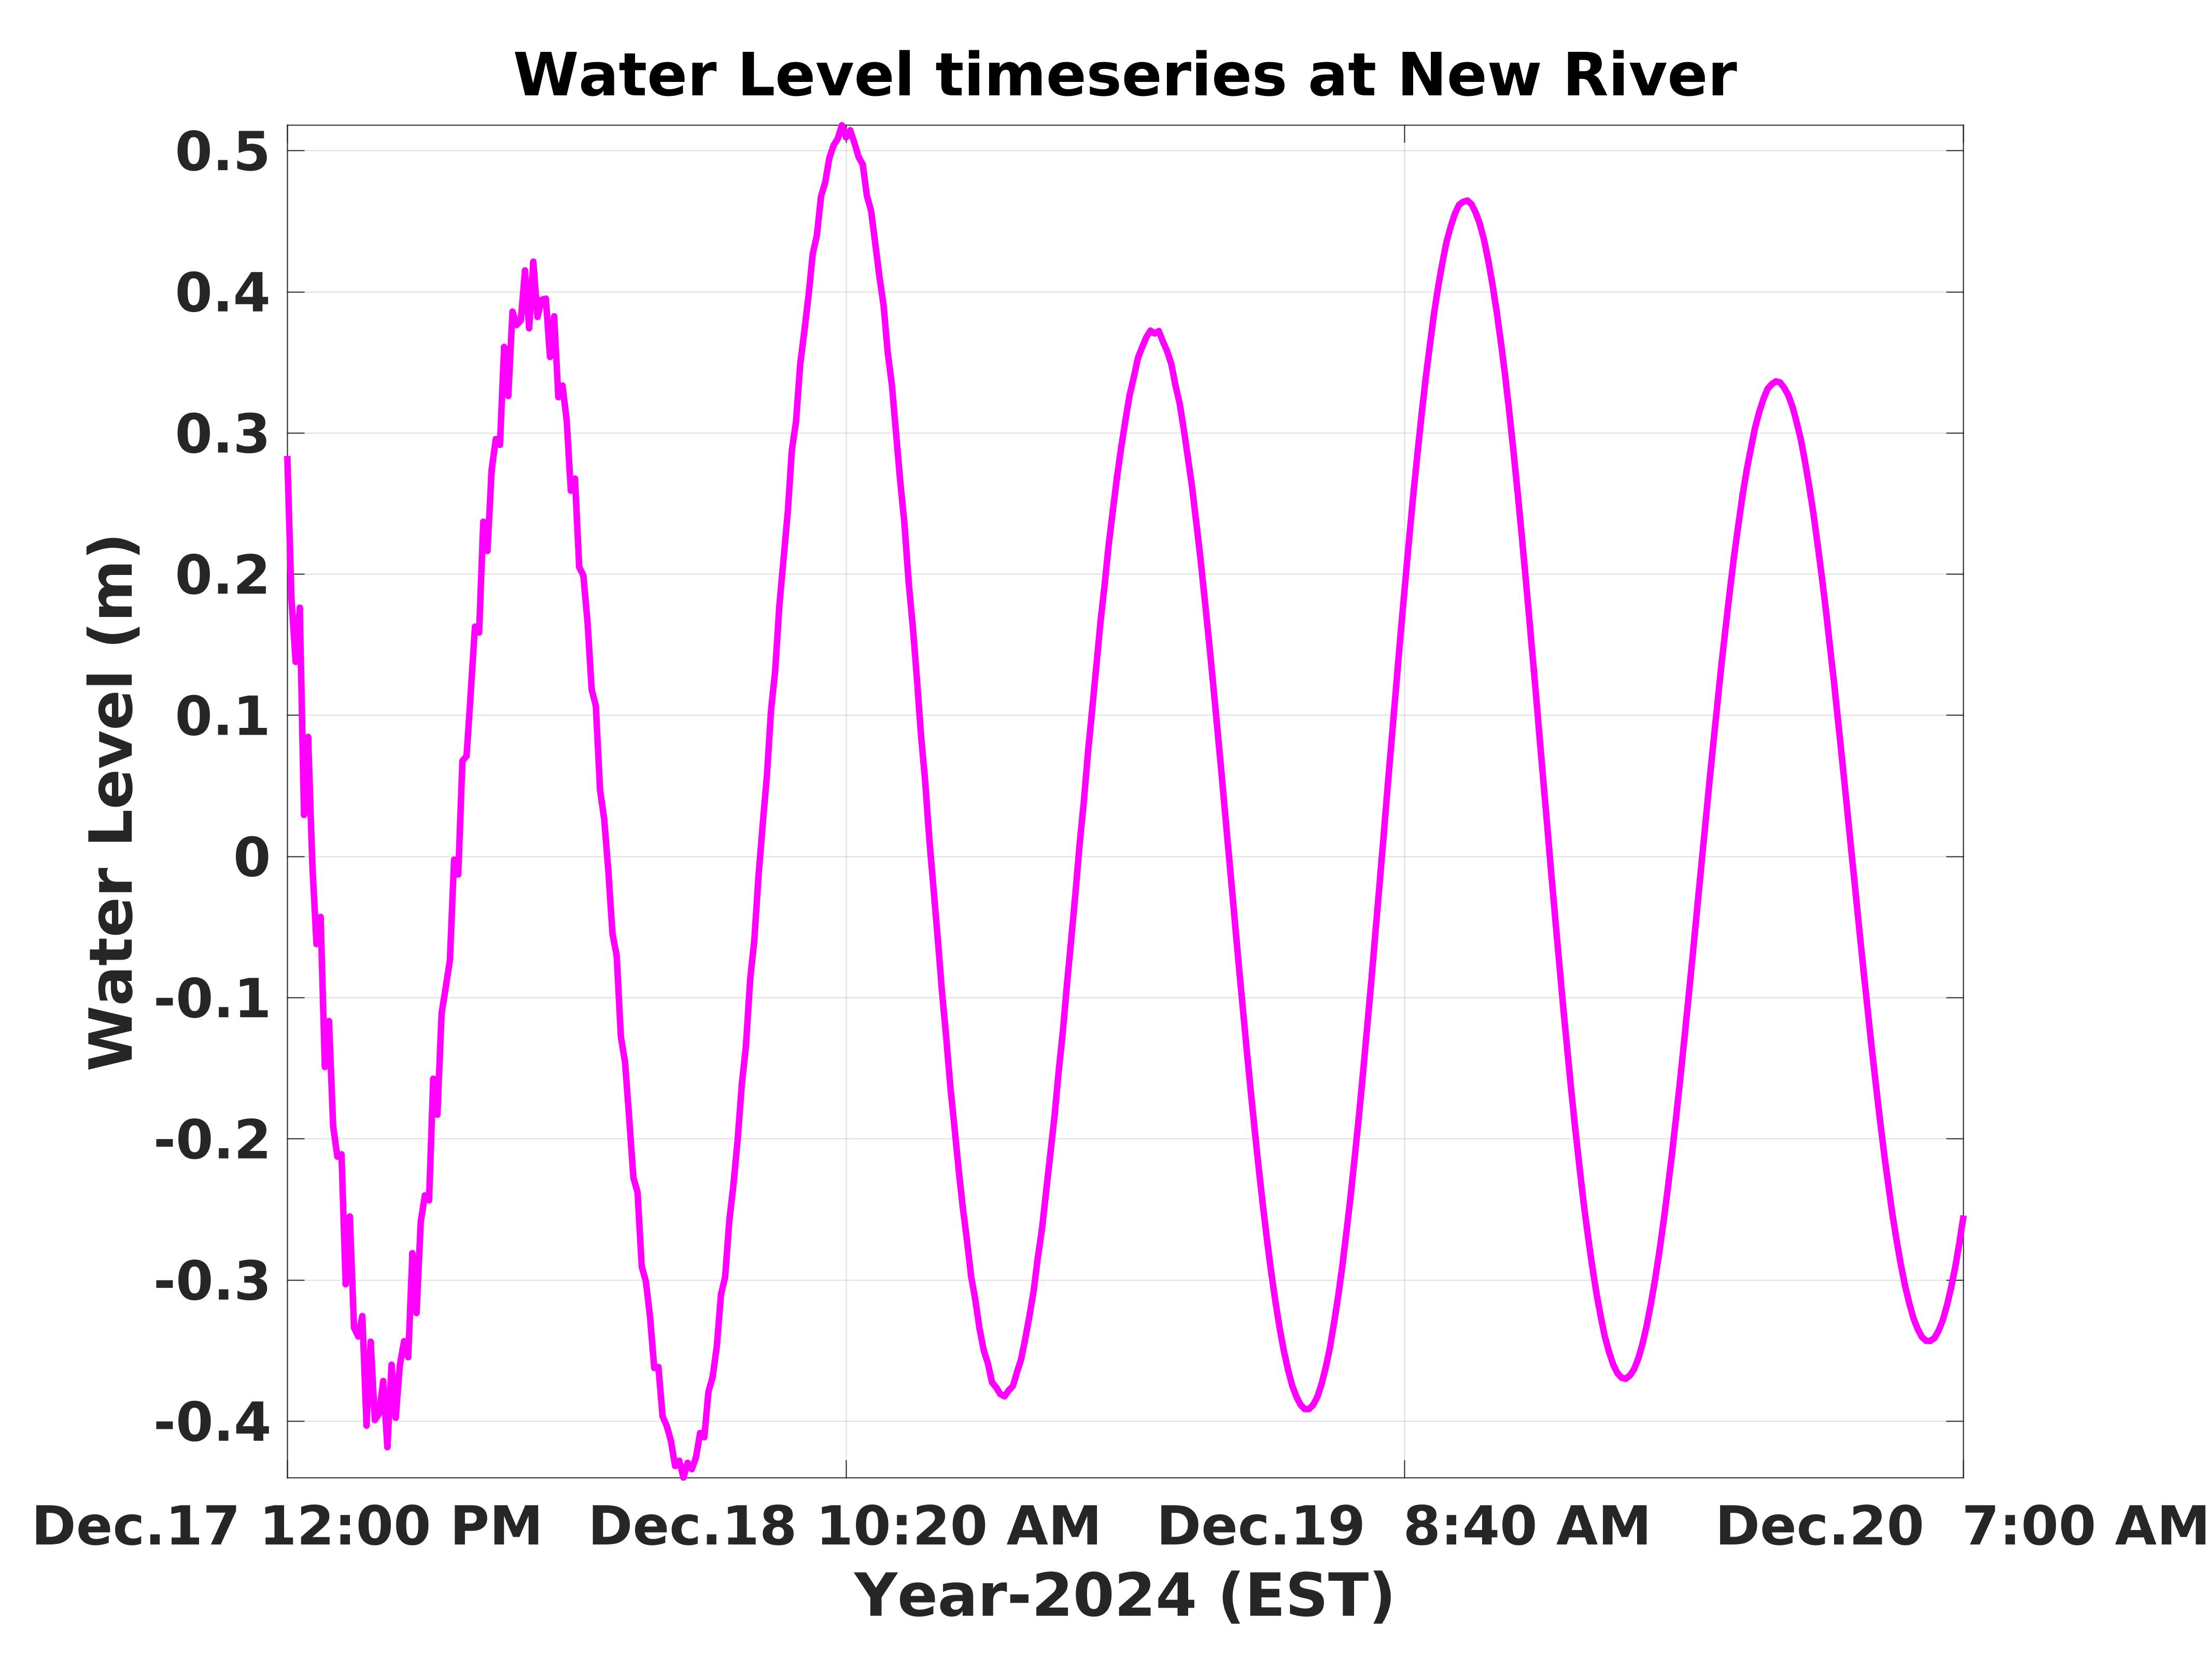 Water Level timeseries at New River
Water Level (m)
0.5
0.4
0.3
0.2
0.1
0
-0.1
-0.2
-0.3
-0.4
Dec.17 12:00 PM Dec.18 10:20 AM Dec.19 8:40 AM Dec.20 7:00 AM
Year-2024 (EST)